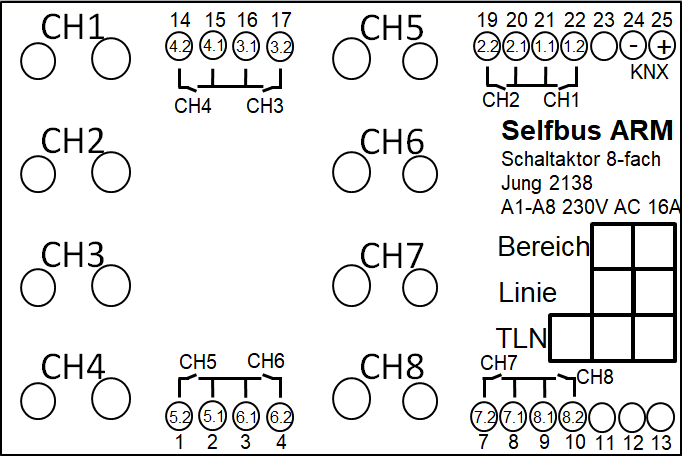 CH1
14 15 16 17
4.2 4.1 3.1 3.2
CH4 CH3
CH5
19 20 21 22 23 24 25
2.2 2.1 1.1 1.2 - +
KNX
CH2 CH1
CH2
CH6
Selfbus ARM
Schaltaktor 8-fach
Jung 2138
A1-A8 230V AC 16A
CH3
CH7
Bereich
Linie
TLN
CH4
CH5 CH6
5.2 5.1 6.1 6.2
1 2 3 4
CH8
CH7
CH8
7.2 7.1 8.1 8.2
7 8 9 10 11 12 13